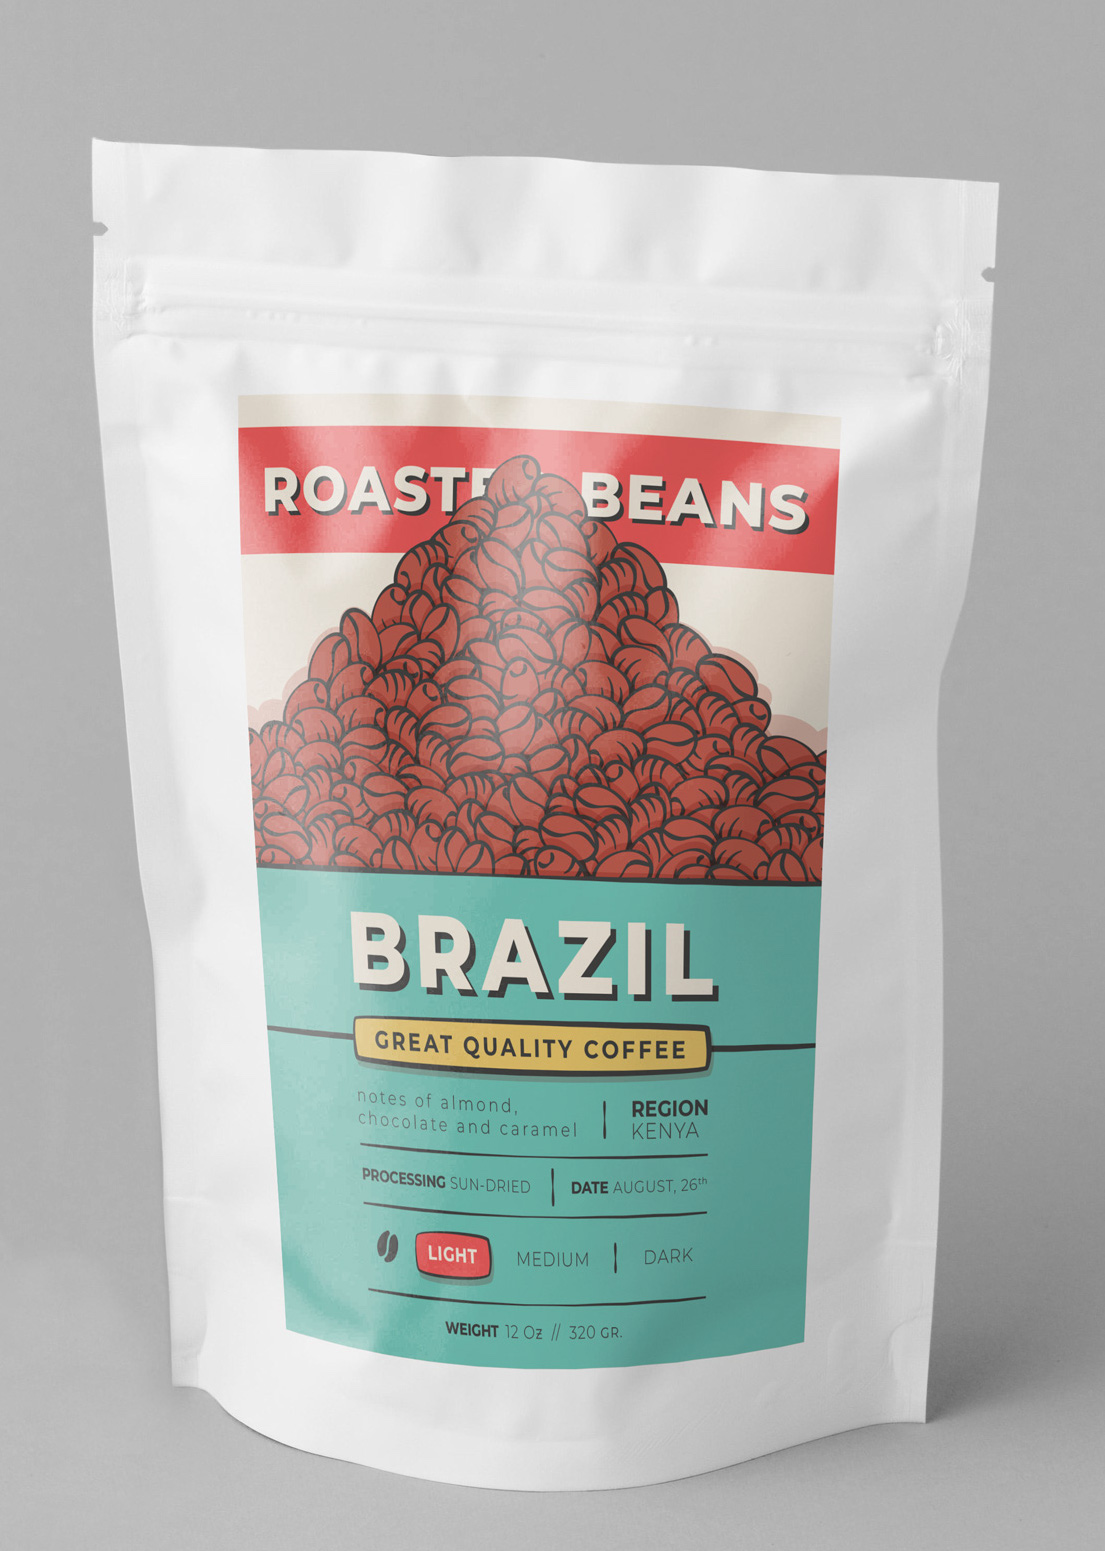 ROASTE BEANS
BRAZIL
GREAT QUALITY COFFEE
notes of almond,
chocolate and caramel
REGION
KENYA
PROCESSING SUN-DRIED
DATE AUGUST, 26th
LIGHT MEDIUM DARK
WEIGHT 12 Oz // 320 GR.